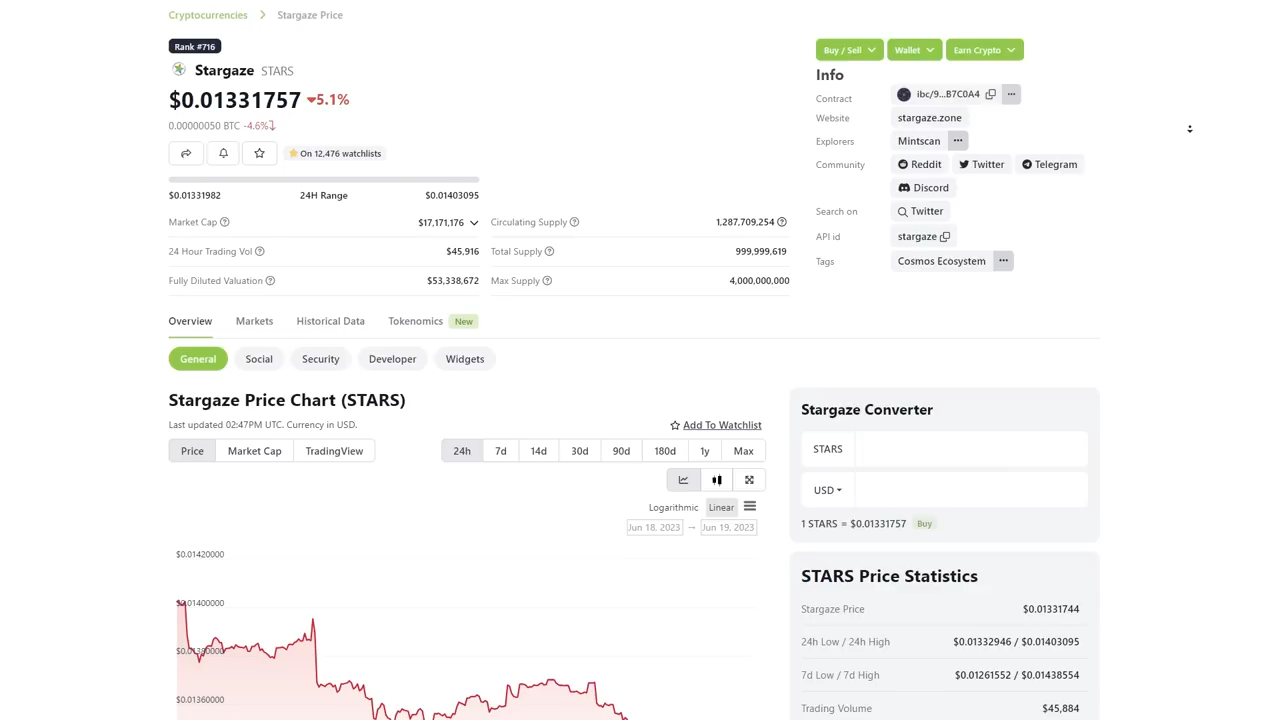 Cryptocurrencies > Stargaze Price
Rank #716
Stargaze STARS
$0.01331757 5.1%
0.00000050 BTC -4.6%
On 12,476 watchlists
$0.01331982 24H Range $0.01403095
Market Cap $17,171,176
24 Hour Trading Vol $45,916
Fully Diluted Valuation $53,338,672
Circulating Supply 1,287,709,254
Total Supply 999,999,619
Max Supply 4,000,000,000
Buy / Sell Wallet Earn Crypto
Info
Contract ibc/9...B7C0A4 ...
Website stargaze.zone
Explorers Mintscan ...
Community Reddit Twitter Telegram
Discord
Search on Twitter
API id stargaze
Tags Cosmos Ecosystem ...
Overview Markets Historical Data Tokenomics New
General Social Security Developer Widgets
Stargaze Price Chart (STARS)
Last updated 02:47PM UTC. Currency in USD.
Add To Watchlist
Price Market Cap TradingView
24h 7d 14d 30d 90d 180d 1y Max
Logarithmic Linear
Jun 18, 2023 → Jun 19, 2023
$0.01420000
$0.01400000
$0.01380000
$0.01360000
Stargaze Converter
STARS
USD
1 STARS = $0.01331757 Buy
STARS Price Statistics
Stargaze Price $0.01331744
24h Low / 24h High $0.01332946 / $0.01403095
7d Low / 7d High $0.01261552 / $0.01438554
Trading Volume $45,884